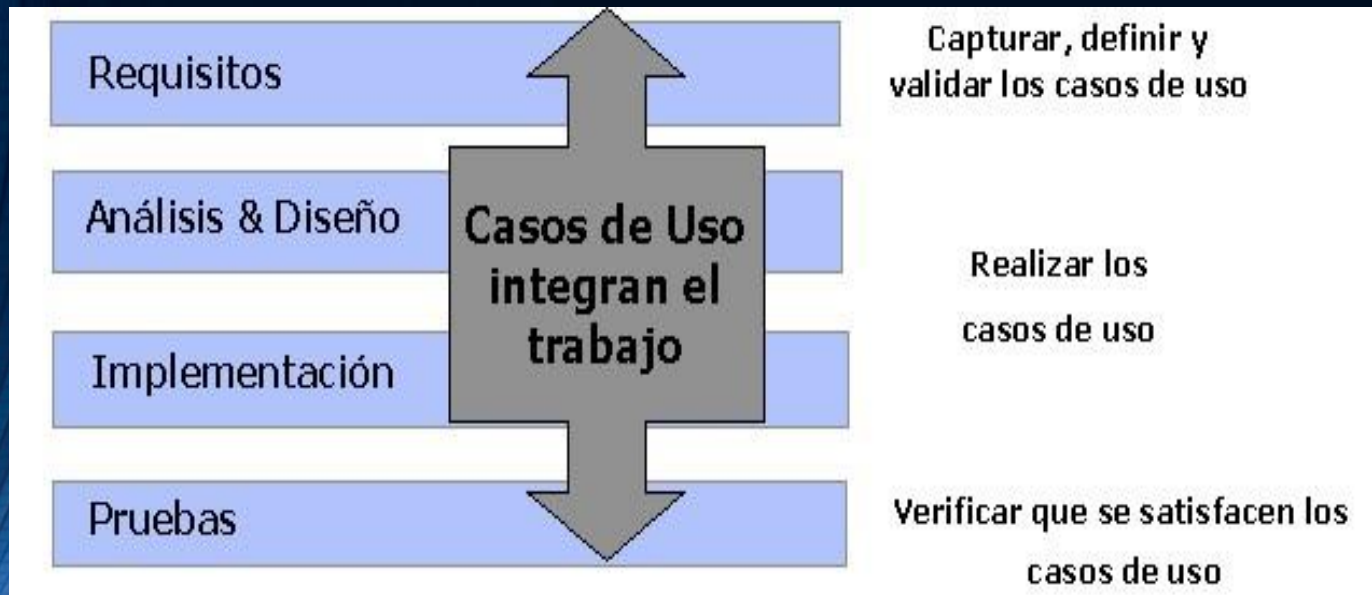 Requisitos
Capturar, definir y
validar los casos de uso
Análisis & Diseño
Casos de Uso
integran el
trabajo
Realizar los
casos de uso
Implementación
Pruebas
Verificar que se satisfacen los
casos de uso